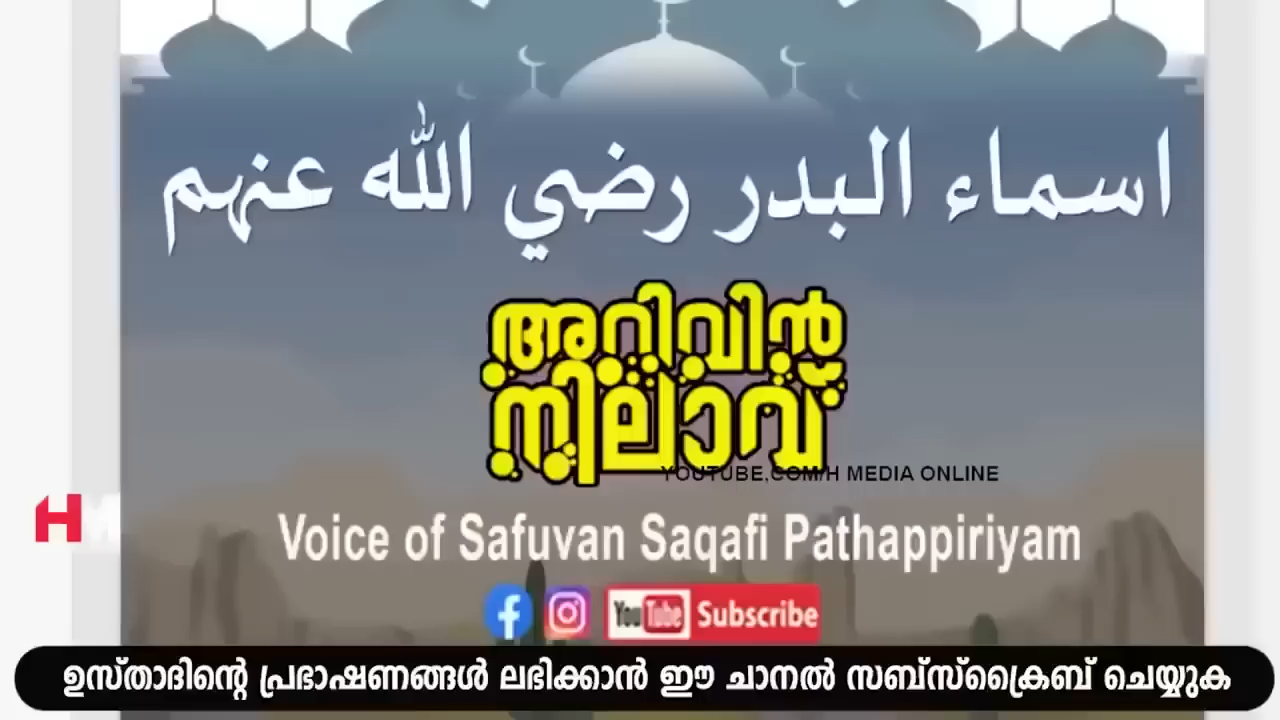 اسماء البدر رضي الله عنهم
അറിവിൻ
നിലാവ്
YOUTUBE,COM/H MEDIA ONLINE
H
Voice of Safuvan Saqafi Pathappiriyam
YouTube Subscribe
ഉസ്താദിന്റെ പ്രഭാഷണങ്ങൾ ലഭിക്കാൻ ഈ ചാനൽ സബ്സ്ക്രൈബ് ചെയ്യുക